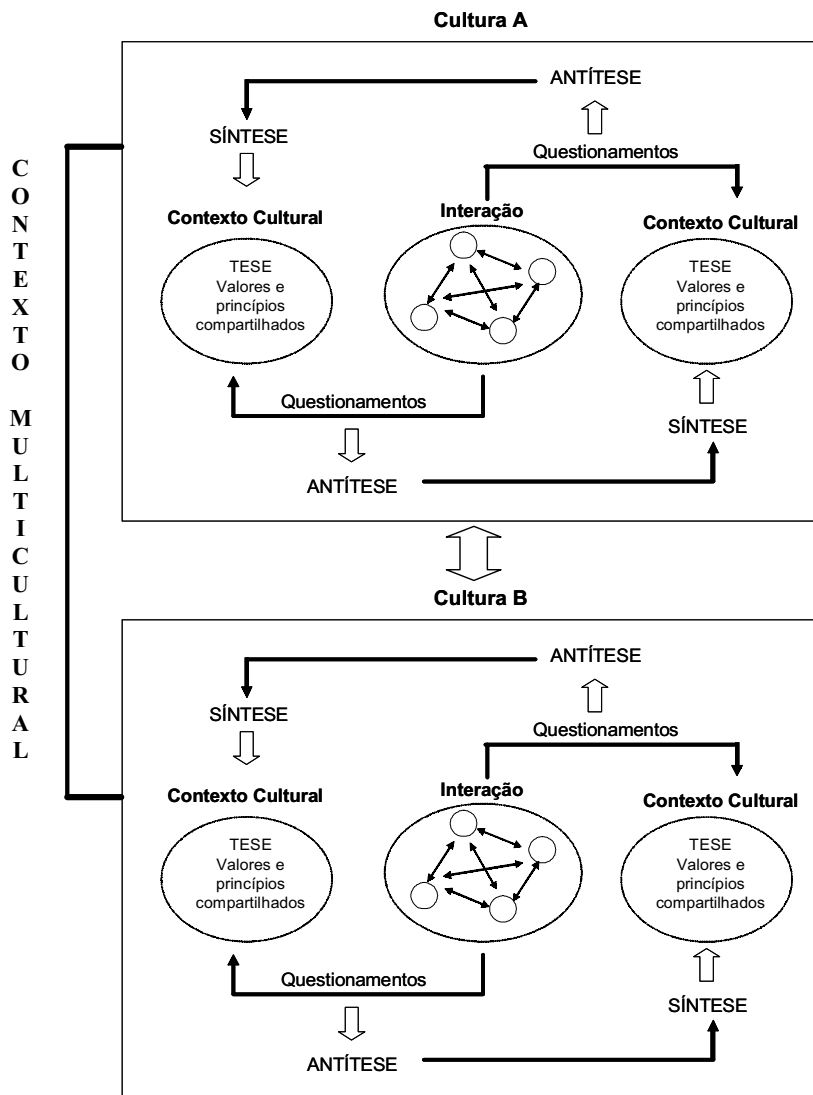 Cultura A
ANTÍTESE
SÍNTESE
Questionamentos
Contexto Cultural
Interação
Contexto Cultural
TESE
Valores e
princípios
compartilhados
TESE
Valores e
princípios
compartilhados
Questionamentos
SÍNTESE
ANTÍTESE
CONTEXTO MULTICULTURAL
Cultura B
ANTÍTESE
SÍNTESE
Questionamentos
Contexto Cultural
Interação
Contexto Cultural
TESE
Valores e
princípios
compartilhados
TESE
Valores e
princípios
compartilhados
Questionamentos
SÍNTESE
ANTÍTESE